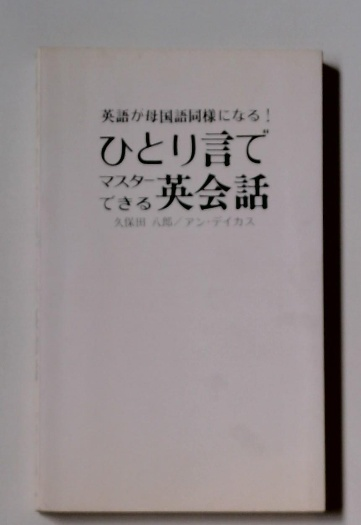 英語が母国語同様になる!
ひとり言で
マスターできる英会話
久保田 八郎/アン・デイカス